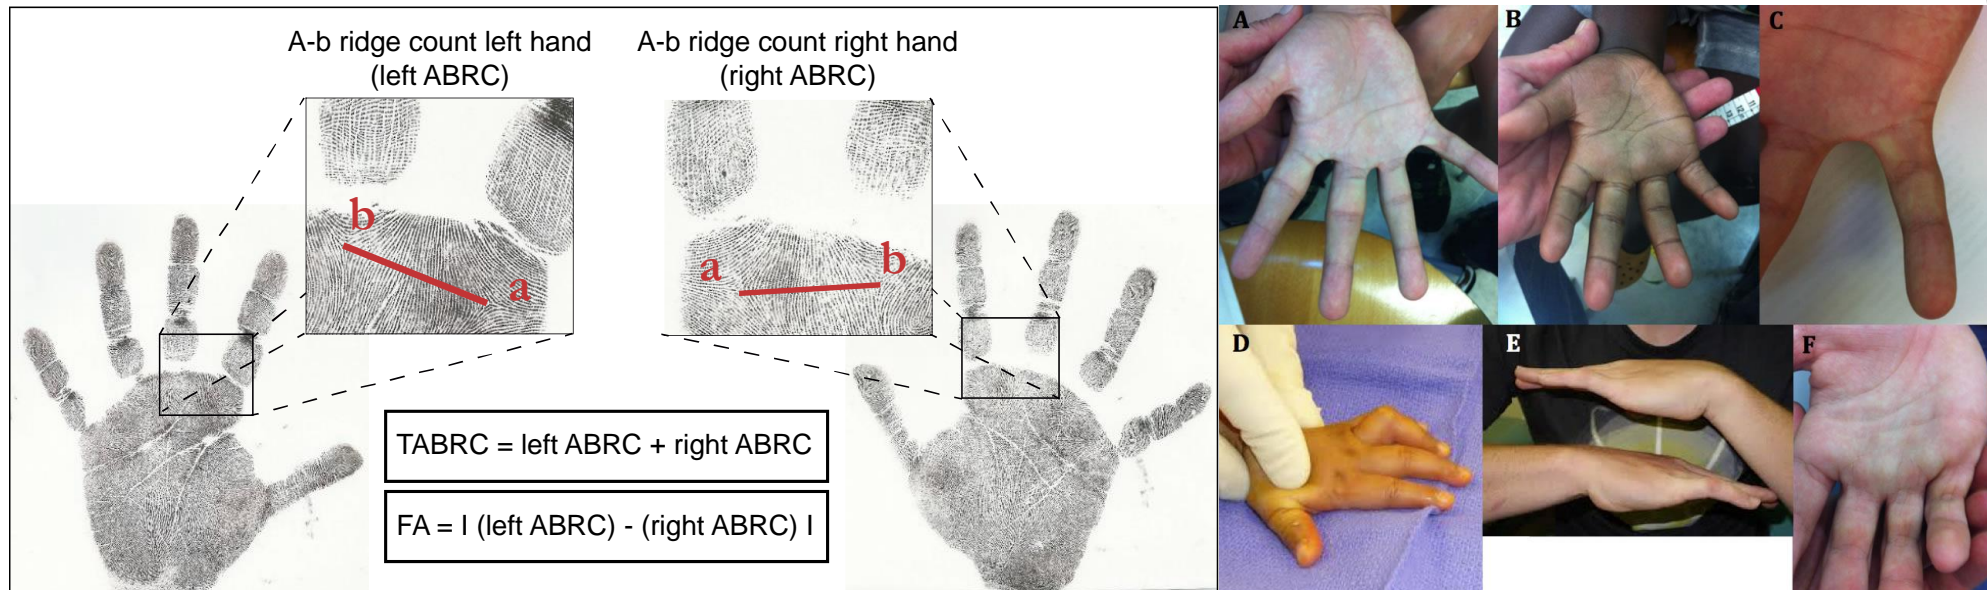 A-b ridge count left hand
(left ABRC)
A-b ridge count right hand
(right ABRC)
b
a
a
b
TABRC = left ABRC + right ABRC
FA = I (left ABRC) - (right ABRC) I
A
B
C
D
E
F